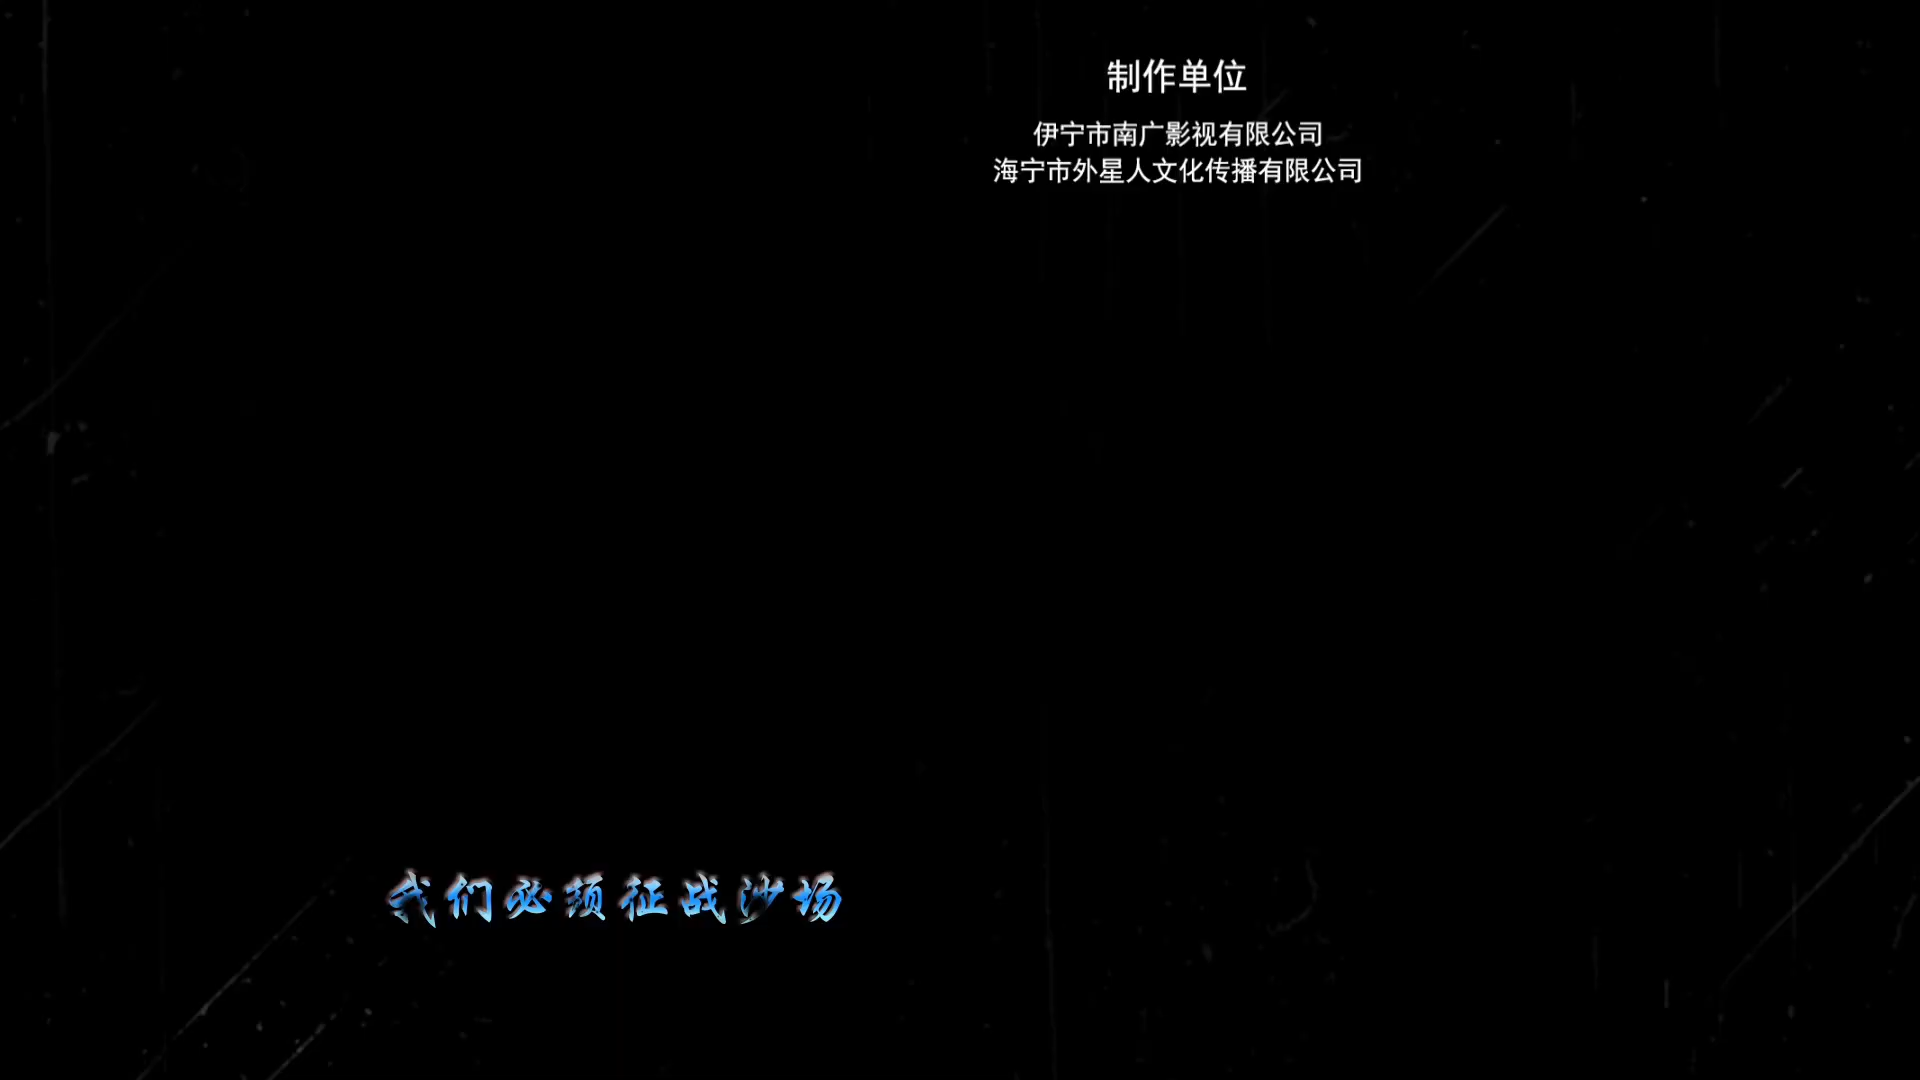 制作单位
伊宁市南广影视有限公司
海宁市外星人文化传播有限公司
我们必须征战沙场